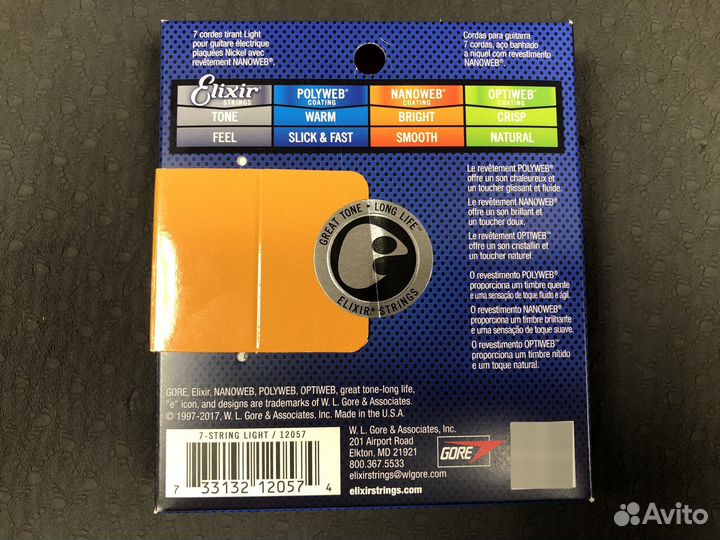 7 cordes tirant Light
pour guitare électrique
plaquées Nickel avec
revêtement NANOWEB®.
Cordas para guitarra
7 cordas, aço banhado
a níquel com revestimento
NANOWEB®.
Elixir®
STRINGS
POLYWEB™
COATING
NANOWEB™
COATING
OPTIWEB™
COATING
TONE WARM BRIGHT CRISP
FEEL SLICK & FAST SMOOTH NATURAL
Le revêtement POLYWEB®
offre un son chaleureux et
un toucher glissant et fluide.
Le revêtement NANOWEB®
offre un son brillant et
un toucher doux.
Le revêtement OPTIWEB™
offre un son cristallin et
un toucher naturel.
O revestimento POLYWEB®
proporciona um timbre quente
e uma sensação de toque fluido e ágil.
O revestimento NANOWEB®
proporciona um timbre brilhante
e uma sensação de toque suave.
O revestimento OPTIWEB™
proporciona um timbre nítido
e um toque natural.
GREAT TONE • LONG LIFE™
ELIXIR® STRINGS
GORE, Elixir, NANOWEB, POLYWEB, OPTIWEB, great tone-long life,
"e" icon, and designs are trademarks of W. L. Gore & Associates.
© 1997-2017, W. L. Gore & Associates, Inc. Made in the U.S.A.
7-STRING LIGHT / 12057
7 33132 12057 4
W. L. Gore & Associates, Inc.
201 Airport Road
Elkton, MD 21921
800.367.5533
elixirstrings@wlgore.com
elixirstrings.com
GORE
Avito